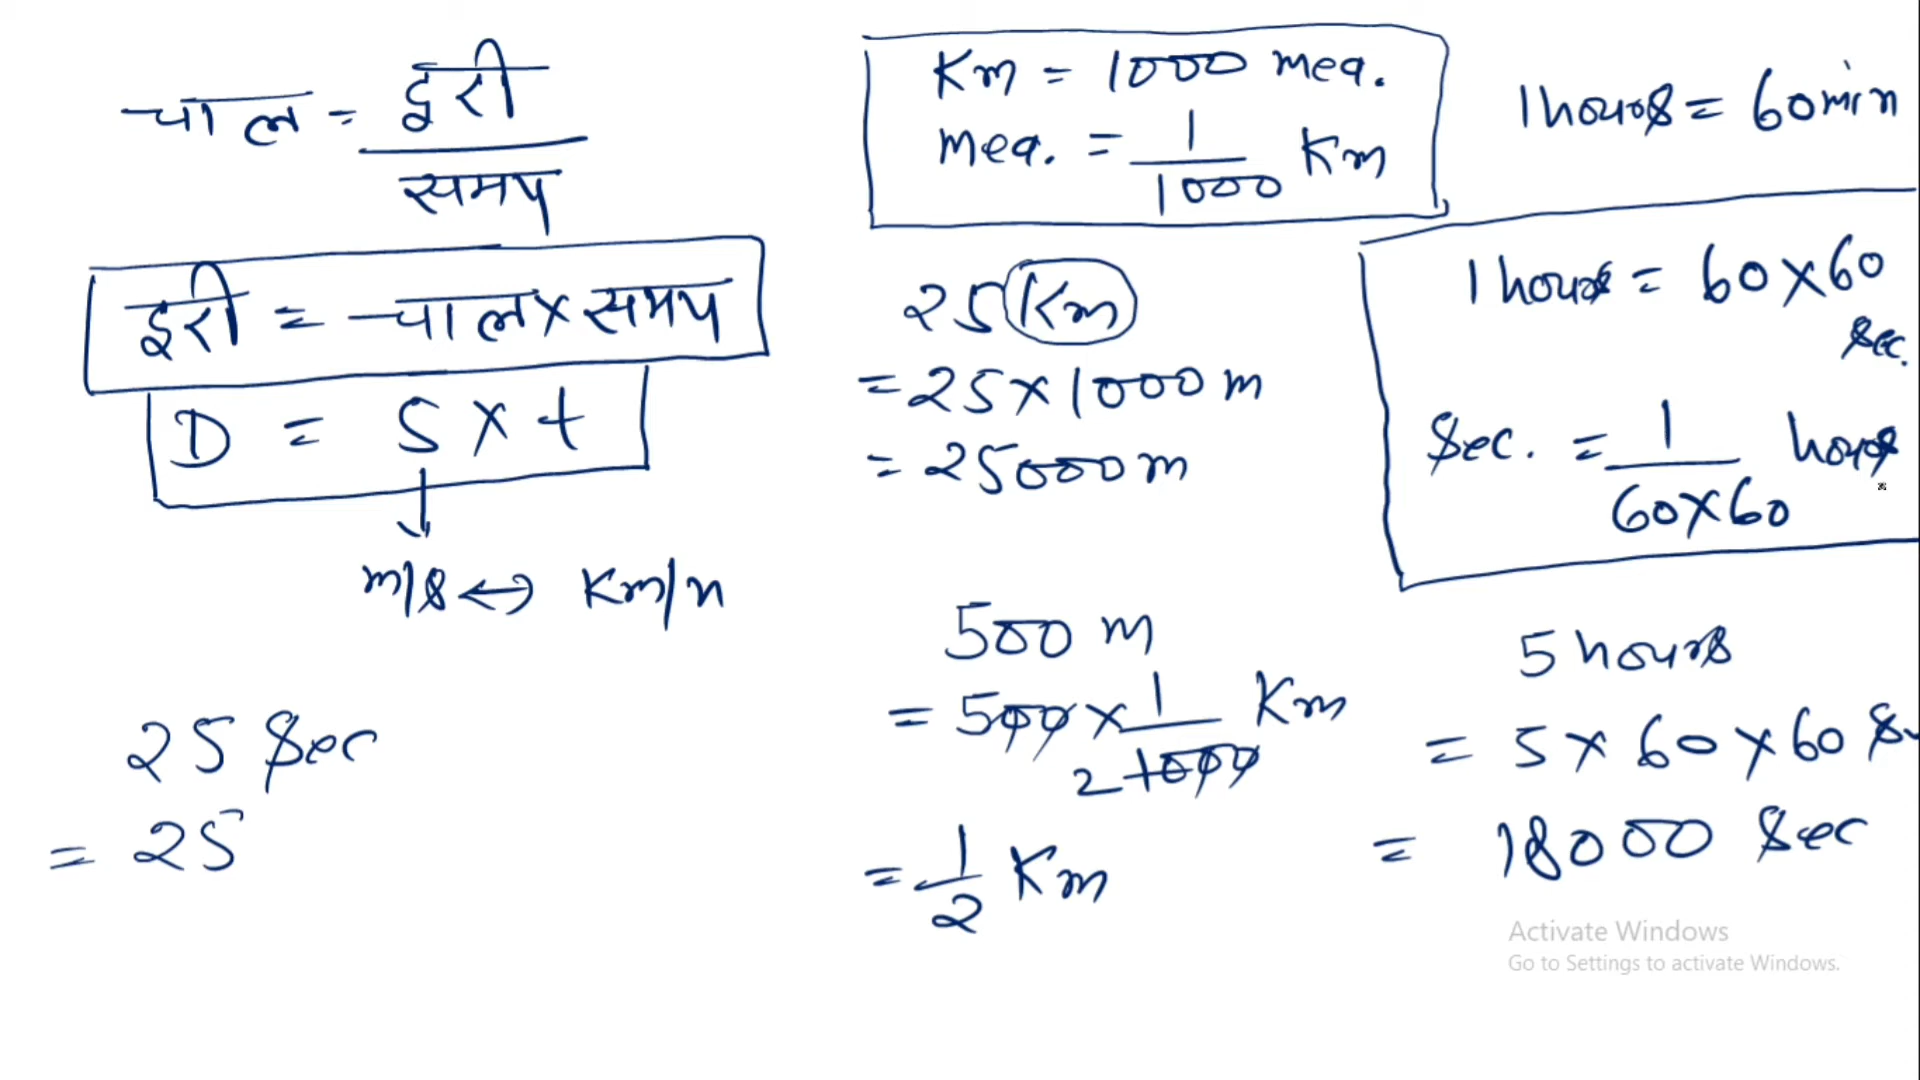 चाल = दूरी
समय
दूरी = चाल × समय
D = S × t
m/s ↔ Km/h
25 Sec
= 25
Km = 1000 mea.
mea. = 1/1000 Km
25 Km
= 25 × 1000 m
= 25000 m
500 m
= 500 × 1/1000 Km
2
= 1/2 Km
1 hours = 60 min
1 hours = 60 × 60
Sec.
Sec. = 1/60×60 hours
5 hours
= 5 × 60 × 60 S
= 18000 Sec
Activate Windows
Go to Settings to activate Windows.